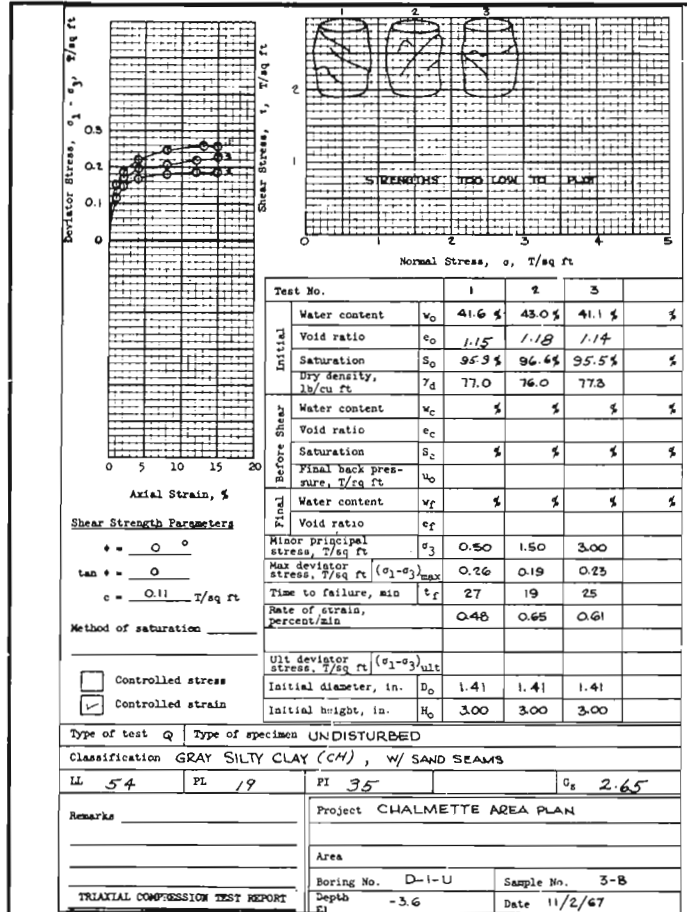 1 2 3
Deviator Stress, σ1 - σ3, T/sq ft
0.3
0.2
0.1
0
0 5 10 15 20
Axial Strain, %
Shear Stress, τ, T/sq ft
2
1
STRENGTHS TOO LOW TO PLOT
0 1 2 3 4 5
Normal Stress, σ, T/sq ft
Shear Strength Parameters
φ = 0 °
tan φ = 0
c = 0.11 T/sq ft
Method of saturation
Controlled stress
✓ Controlled strain
Test No. 1 2 3
Initial
Water content w₀ 41.6 % 43.0 % 41.1 % %
Void ratio e₀ 1.15 1.18 1.14
Saturation S₀ 95.9 % 96.6 % 95.5 % %
Dry density, lb/cu ft γd 77.0 76.0 77.3
Before Shear
Water content wc % % % %
Void ratio ec
Saturation Sc % % % %
Final back pres-
sure, T/sq ft u₀
Final
Water content wf % % % %
Void ratio ef
Minor principal
stress, T/sq ft σ3 0.50 1.50 3.00
Max deviator
stress, T/sq ft (σ1-σ3)max 0.26 0.19 0.23
Time to failure, min tf 27 19 25
Rate of strain,
percent/min 0.48 0.65 0.61
Ult deviator
stress, T/sq ft (σ1-σ3)ult
Initial diameter, in. D₀ 1.41 1.41 1.41
Initial height, in. H₀ 3.00 3.00 3.00
Type of test Q Type of specimen UNDISTURBED
Classification GRAY SILTY CLAY (CH), W/ SAND SEAMS
LL 54 PL 19 PI 35 Gs 2.65
Remarks
Project CHALMETTE AREA PLAN
Area
Boring No. D-1-U Sample No. 3-B
Depth
El -3.6 Date 11/2/67
TRIAXIAL COMPRESSION TEST REPORT